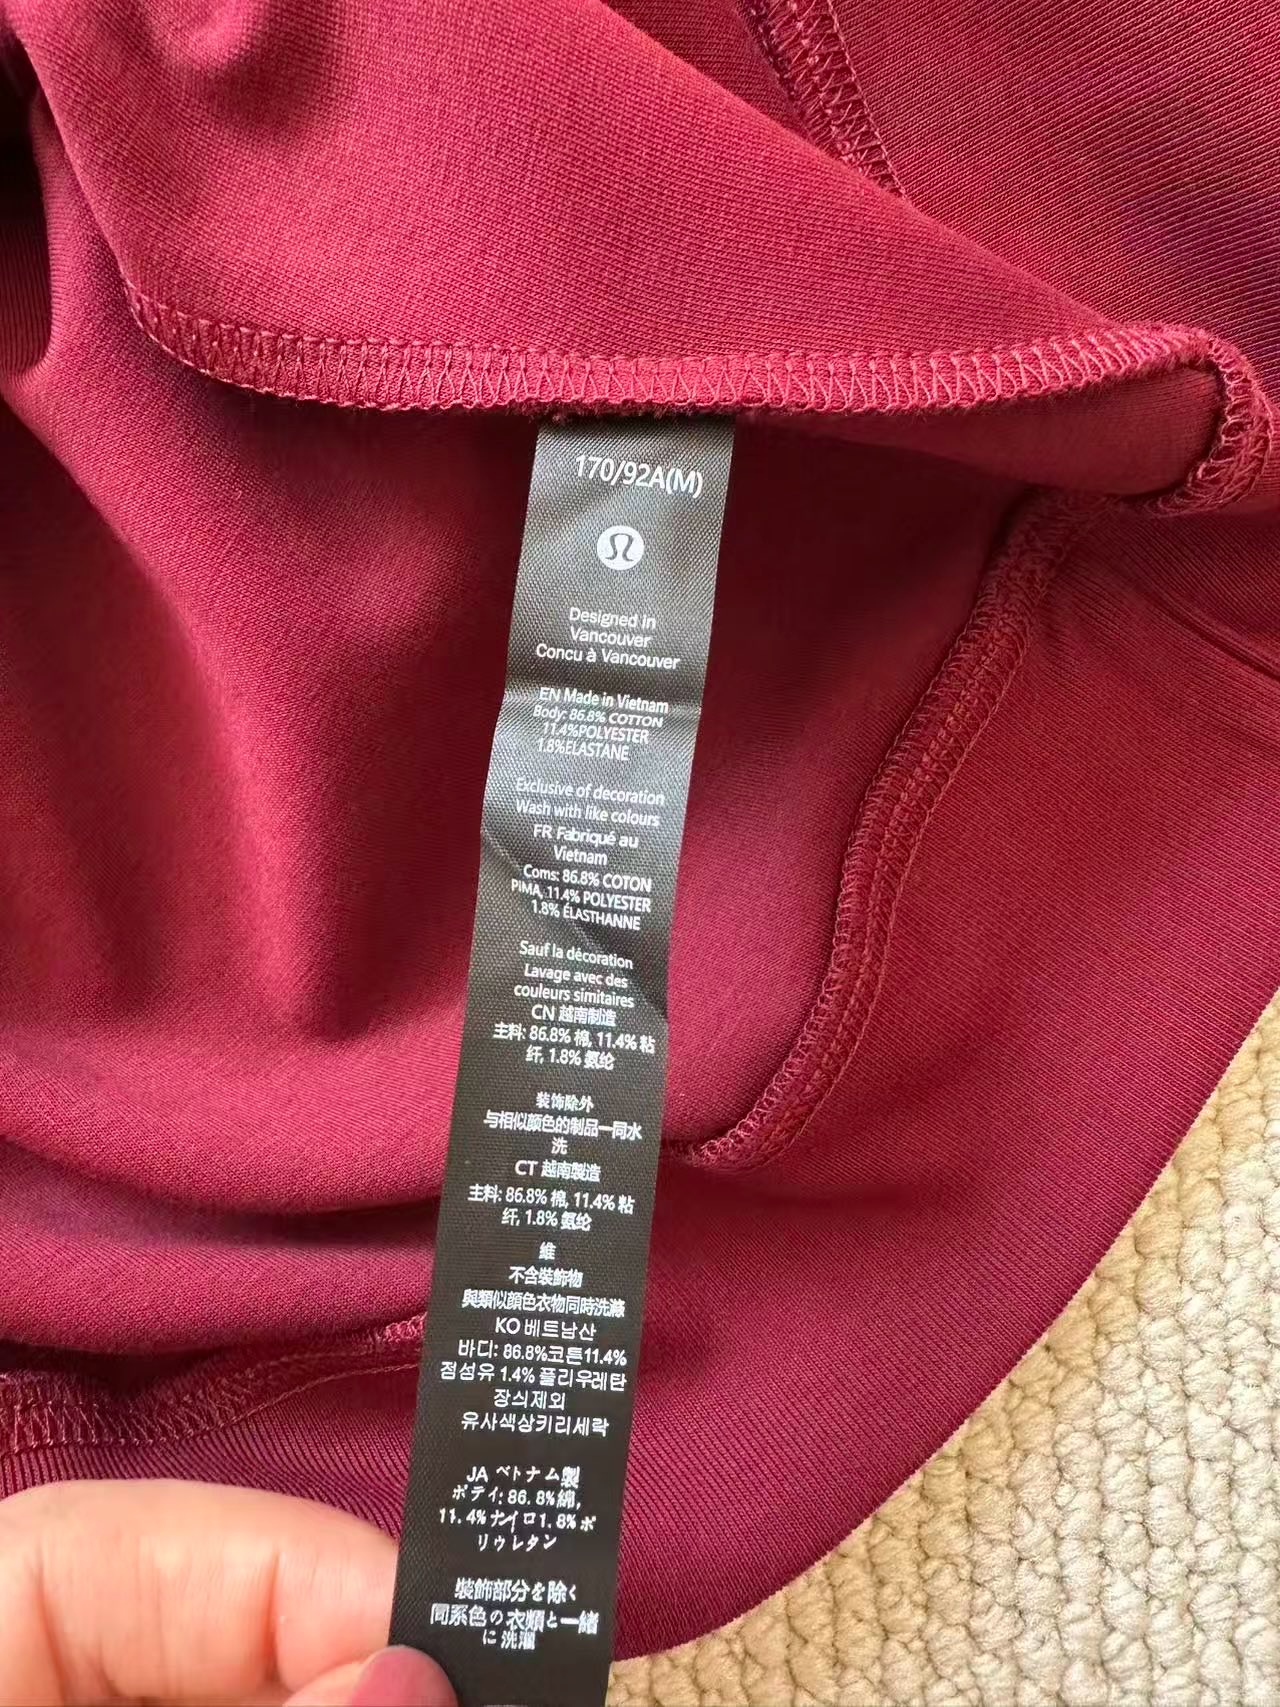 170/92A(M)
Designed in
Vancouver
Concu à Vancouver
EN Made in Vietnam
Body: 86.8% COTTON
11.4%POLYESTER
1.8%ELASTANE
Exclusive of decoration
Wash with like colours
FR Fabriqué au
Vietnam
Coms: 86.8% COTON
PIMA, 11.4% POLYESTER
1.8% ÉLASTHANNE
Sauf la décoration
Lavage avec des
couleurs simitaires
CN 越南制造
主料: 86.8% 棉, 11.4% 粘
纤, 1.8% 氨纶
装饰除外
与相似颜色的制品一同水
洗
CT 越南製造
主料: 86.8% 棉, 11.4% 粘
纤, 1.8% 氨纶
維
不含裝飾物
與類似顔色衣物同時洗滌
KO 베트남산
바디: 86.8%코튼11.4%
점섬유 1.4% 플리우레탄
장싀제외
유사색상키리세락
JA ベトナム製
ボディ: 86.8%綿,
11.4%ナイロ1.8%ポ
リウレタン
裝飾部分を除く
同系色の衣類と一緒
に洗濯